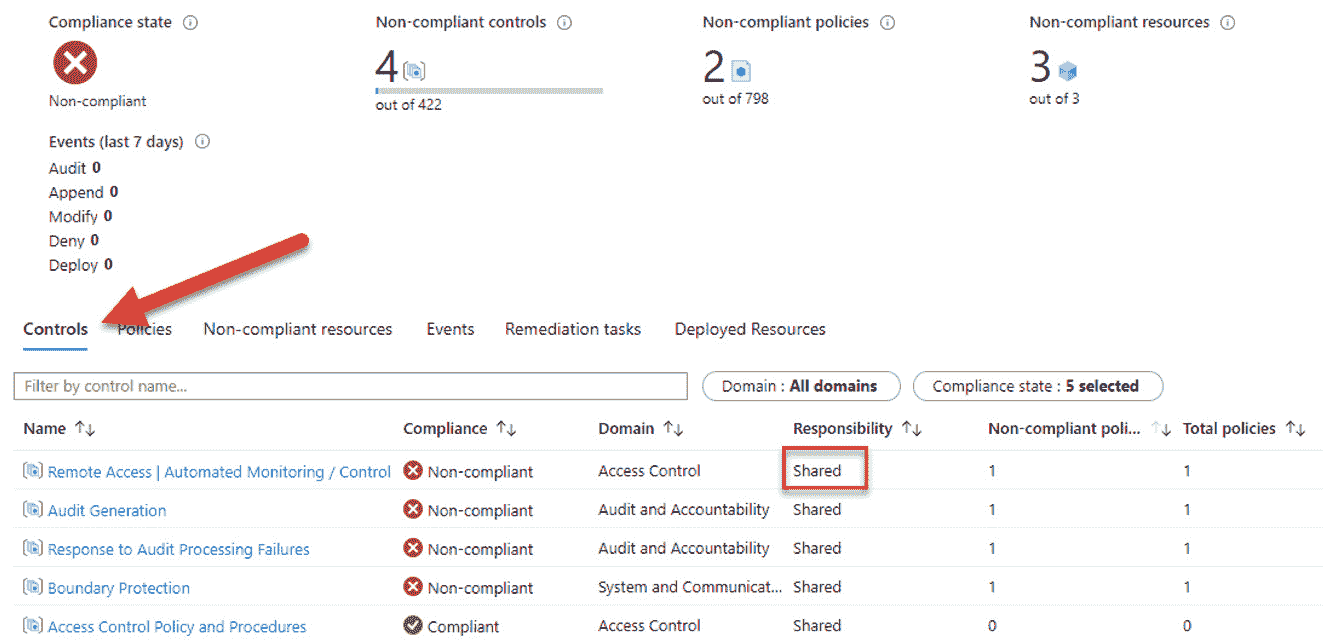 Compliance state
Non-compliant controls
Non-compliant policies
Non-compliant resources
4
2
3
Non-compliant
out of 422
out of 798
out of 3
Events (last 7 days)
Audit 0
Append 0
Modify 0
Deny 0
Deploy 0
Controls Policies Non-compliant resources Events Remediation tasks Deployed Resources
Filter by control name... Domain : All domains Compliance state : 5 selected
Name Compliance Domain Responsibility Non-compliant poli... Total policies
Remote Access | Automated Monitoring / Control Non-compliant Access Control Shared 1 1
Audit Generation Non-compliant Audit and Accountability Shared 1 1
Response to Audit Processing Failures Non-compliant Audit and Accountability Shared 1 1
Boundary Protection Non-compliant System and Communicat... Shared 1 1
Access Control Policy and Procedures Compliant Access Control Shared 0 0